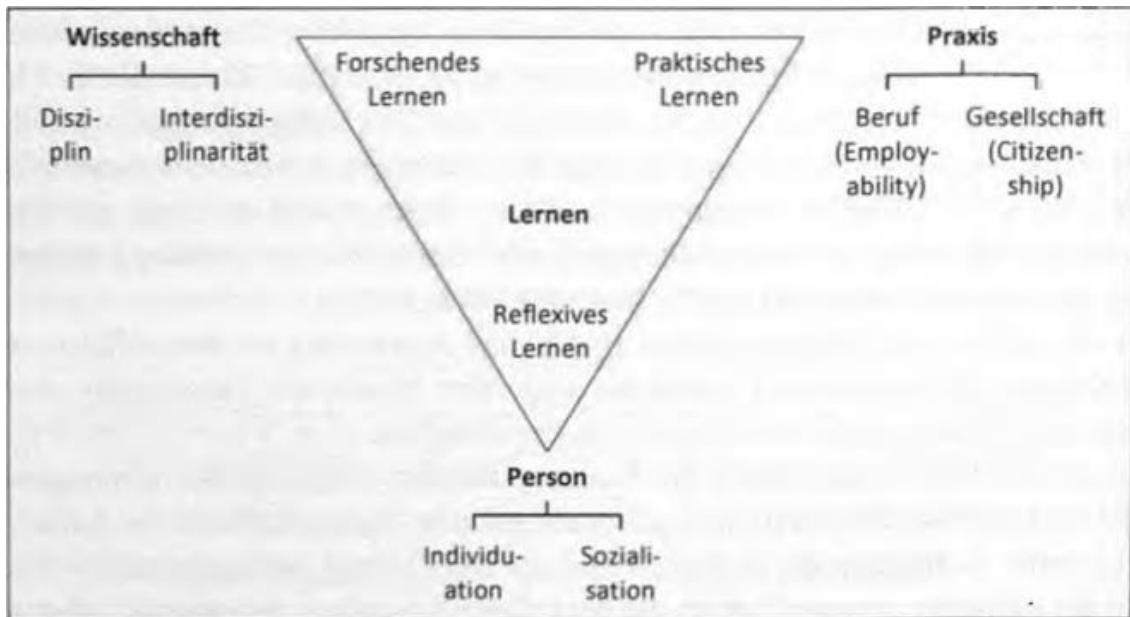 Wissenschaft
Diszi-
plin
Interdiszi-
plinarität
Forschendes
Lernen
Praktisches
Lernen
Lernen
Reflexives
Lernen
Praxis
Beruf
(Employ-
ability)
Gesellschaft
(Citizen-
ship)
Person
Individu-
ation
Soziali-
sation